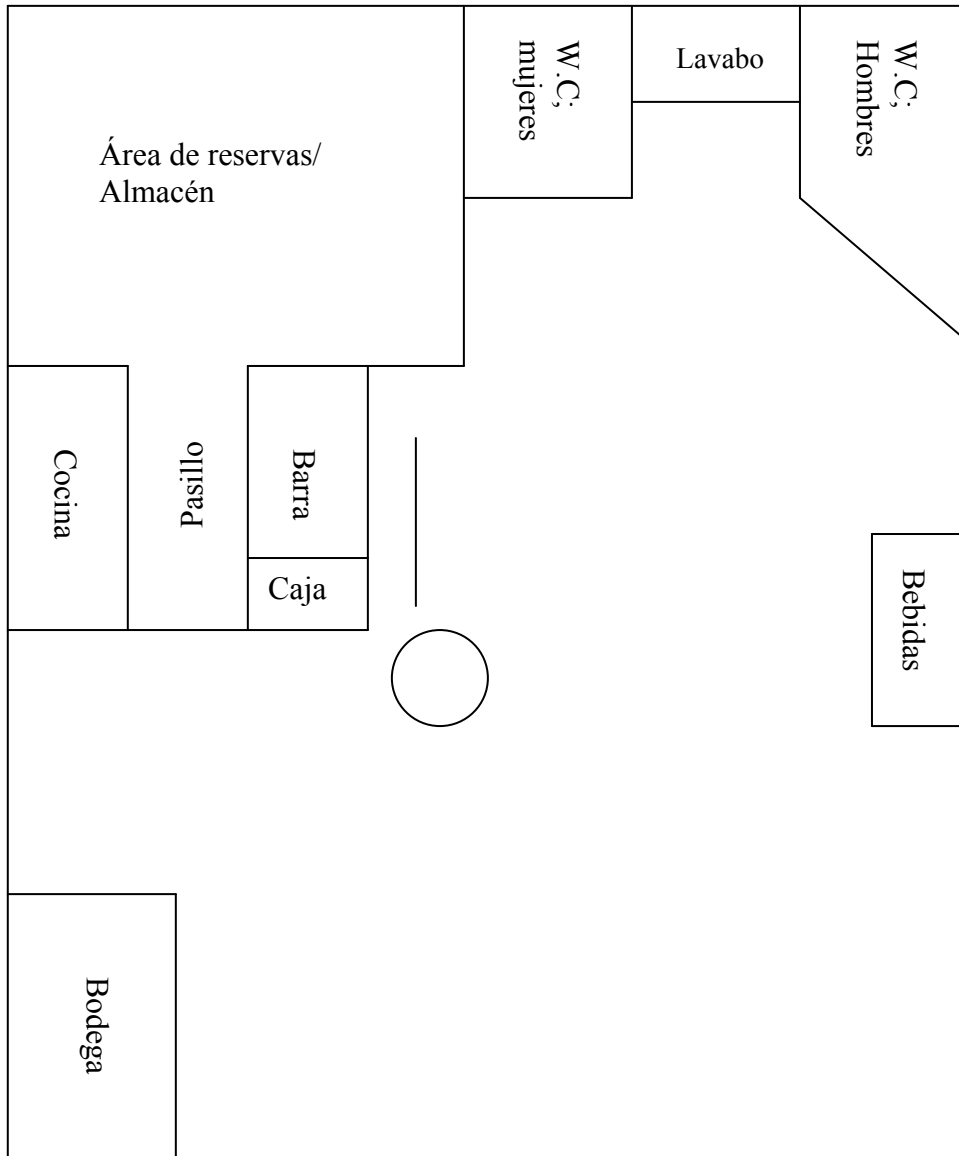 W.C;
mujeres
Lavabo
W.C;
Hombres
Área de reservas/
Almacén
Cocina
Pasillo
Barra
Caja
Bebidas
Bodega